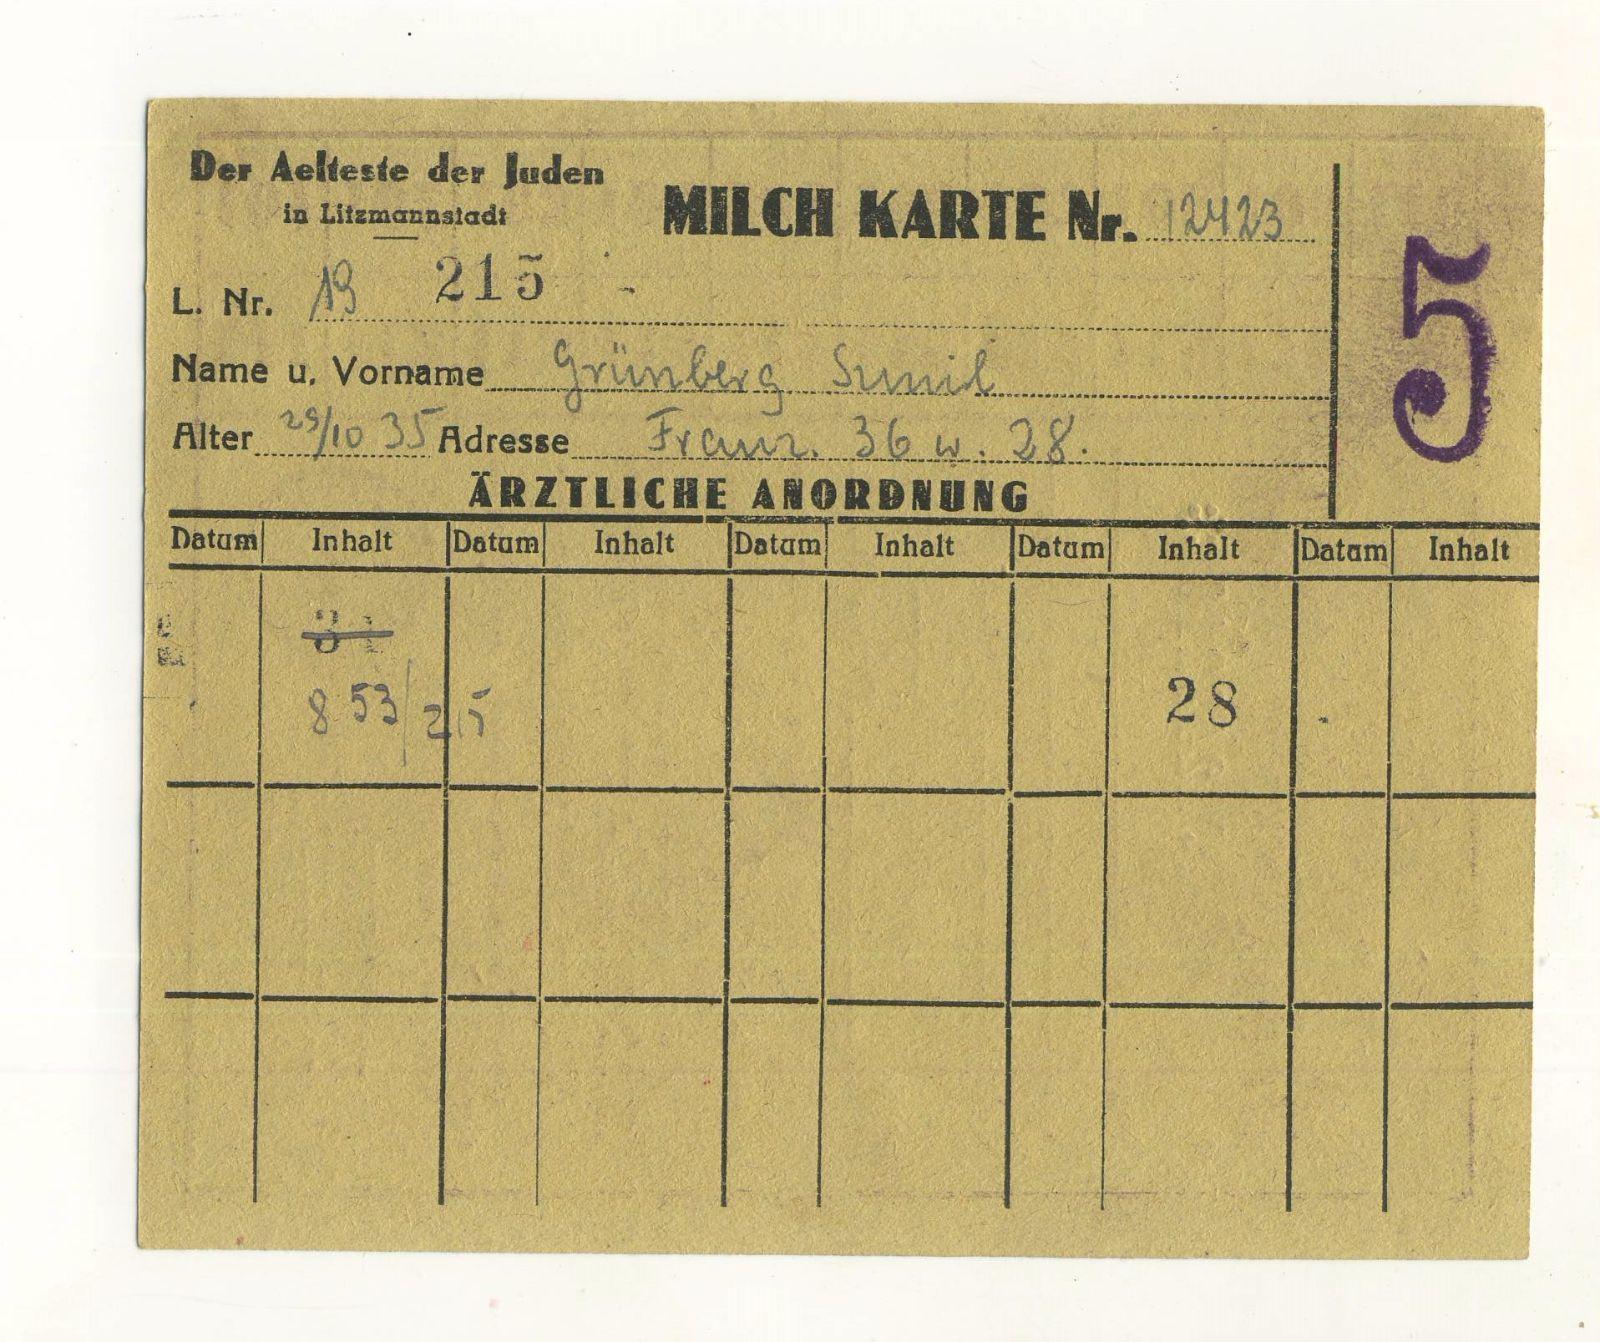 Der Aelteste der Juden
in Litzmannstadt
MILCH KARTE Nr. 12423
5
L. Nr. 19 215
Name u. Vorname Grünberg
Alter 29/10 35 Adresse Franz. 36 w. 28.
ÄRZTLICHE ANORDNUNG
Datum Inhalt Datum Inhalt Datum Inhalt Datum Inhalt Datum Inhalt
28
8 53/215